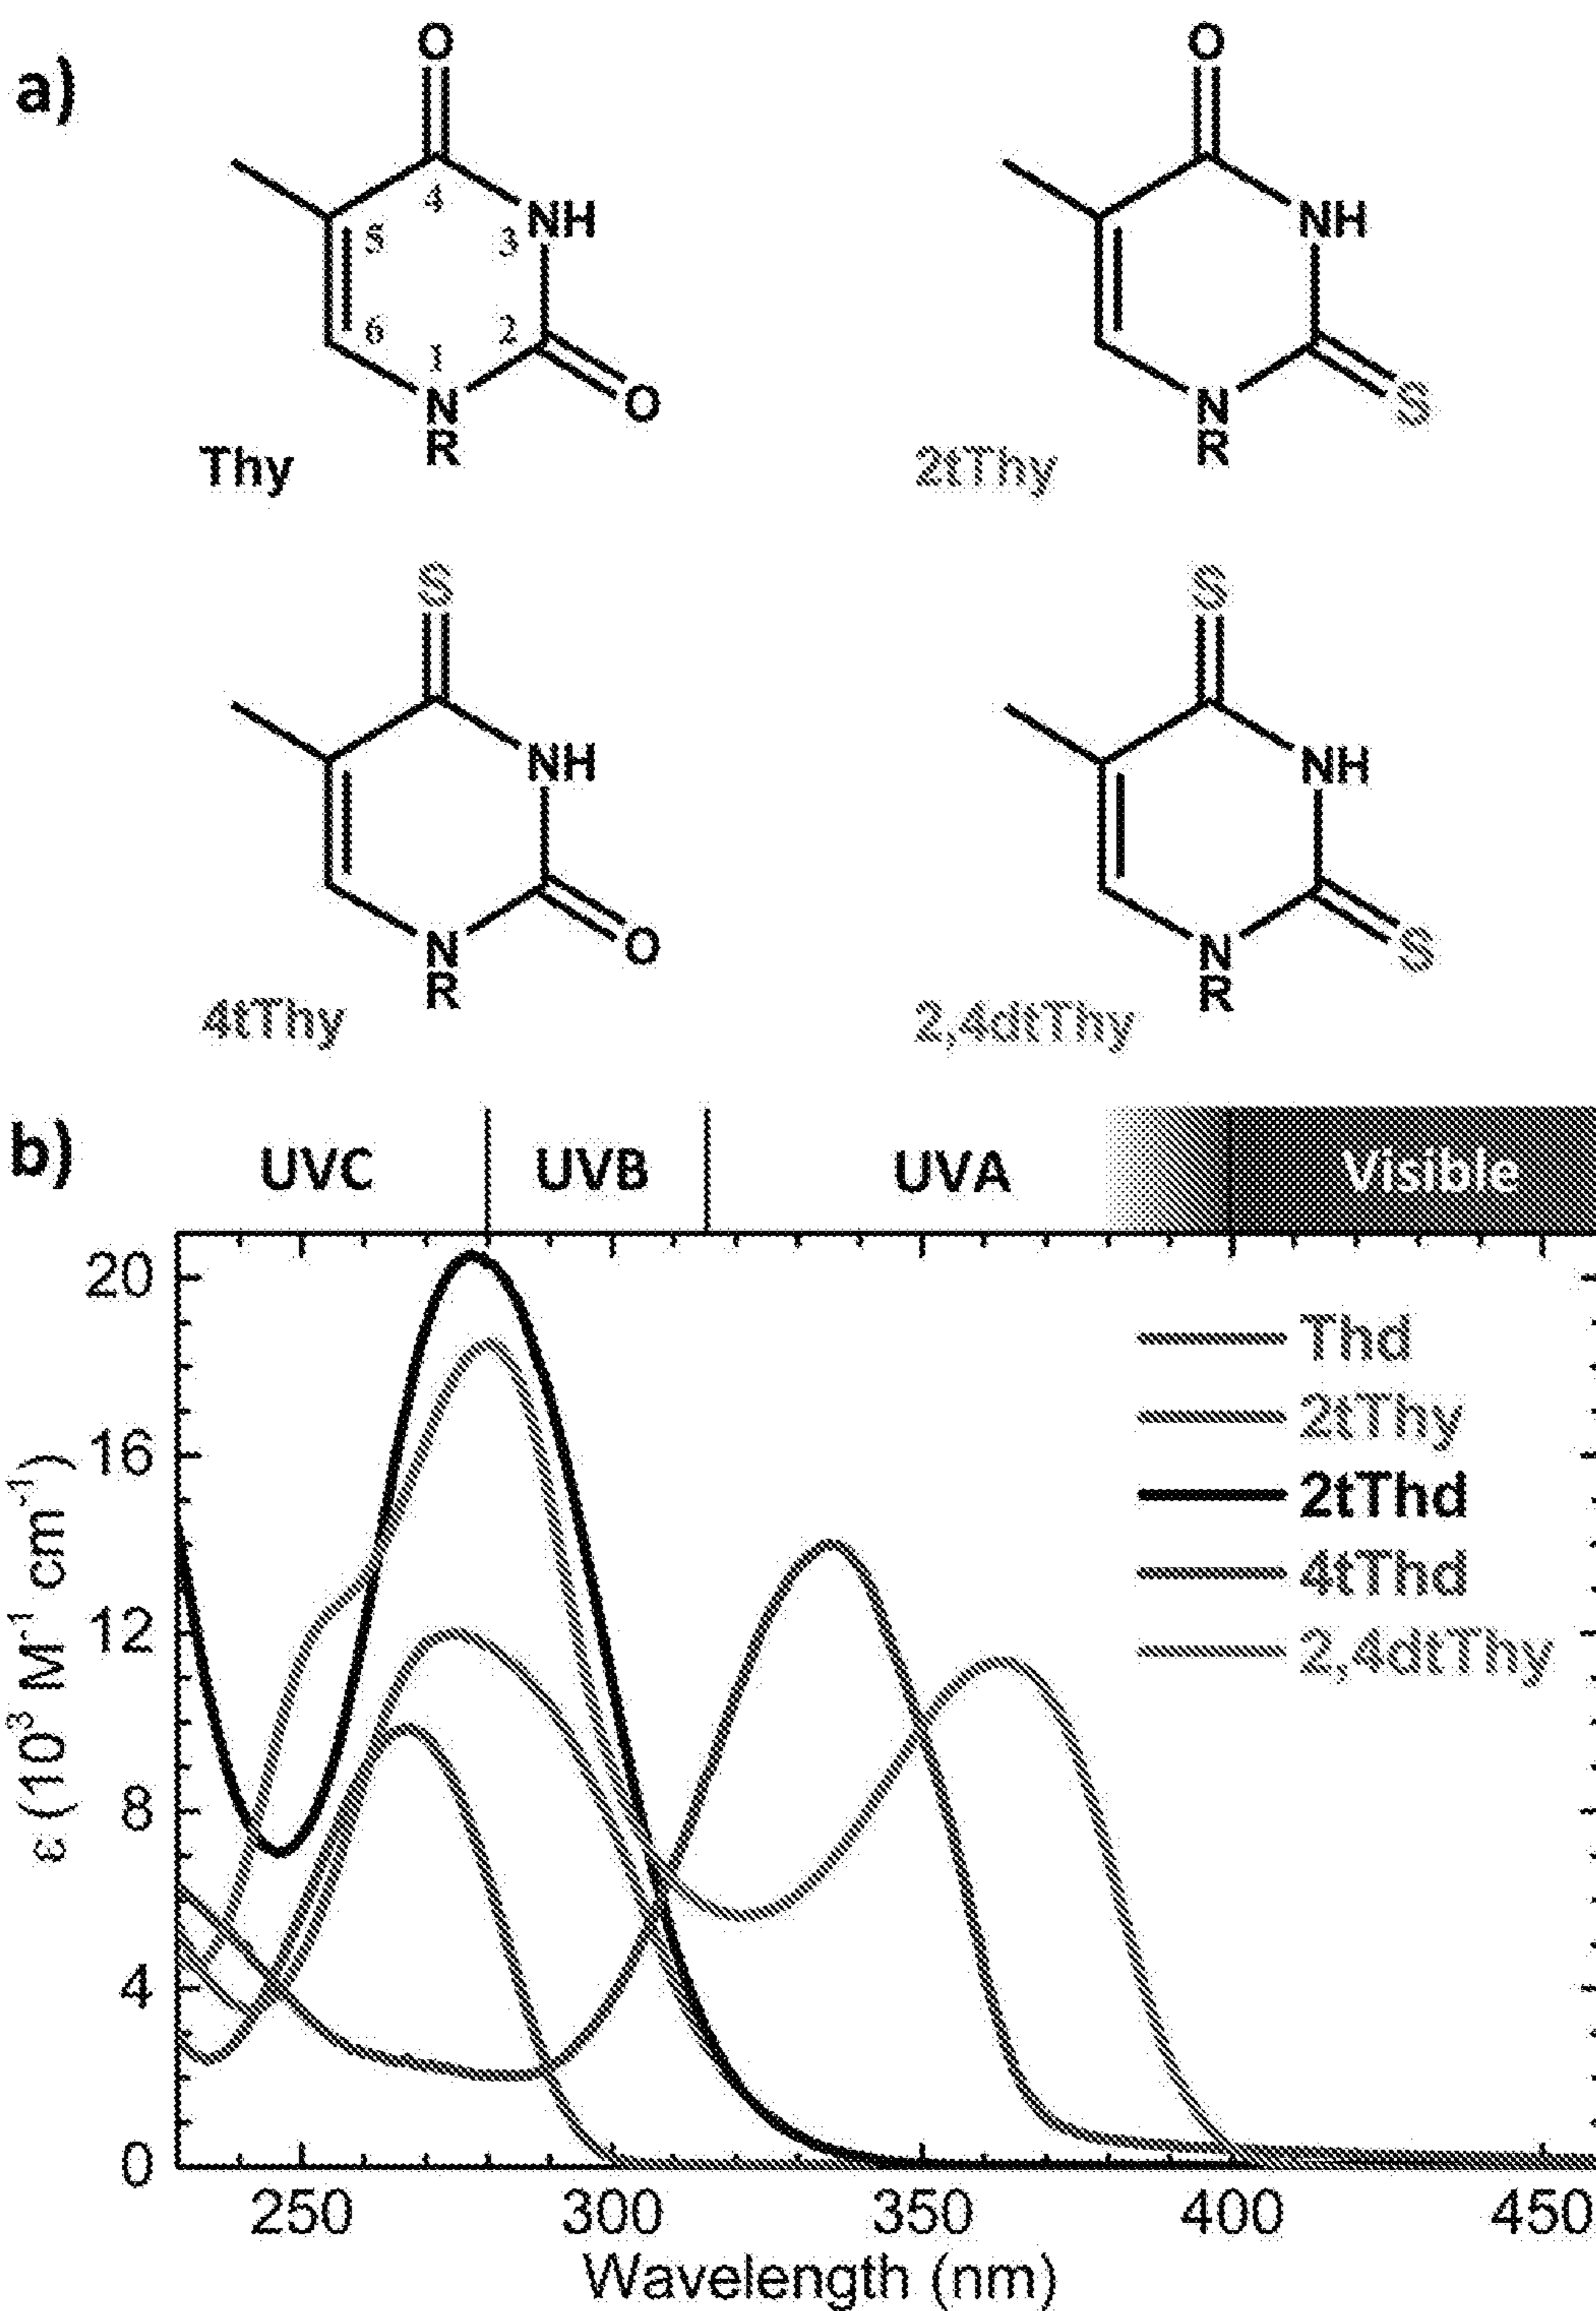 a)
O
4
NH
5
3
6
2
1
N
O
R
Thy
O
NH
N
S
R
2tThy
S
NH
N
O
R
4tThy
S
NH
N
S
R
2,4dtThy
b)
UVC UVB UVA Visible
20
16
12
8
4
0
ε (10³ M⁻¹ cm⁻¹)
Thd
2tThy
2tThd
4tThd
2,4dtThy
250 300 350 400 450
Wavelength (nm)